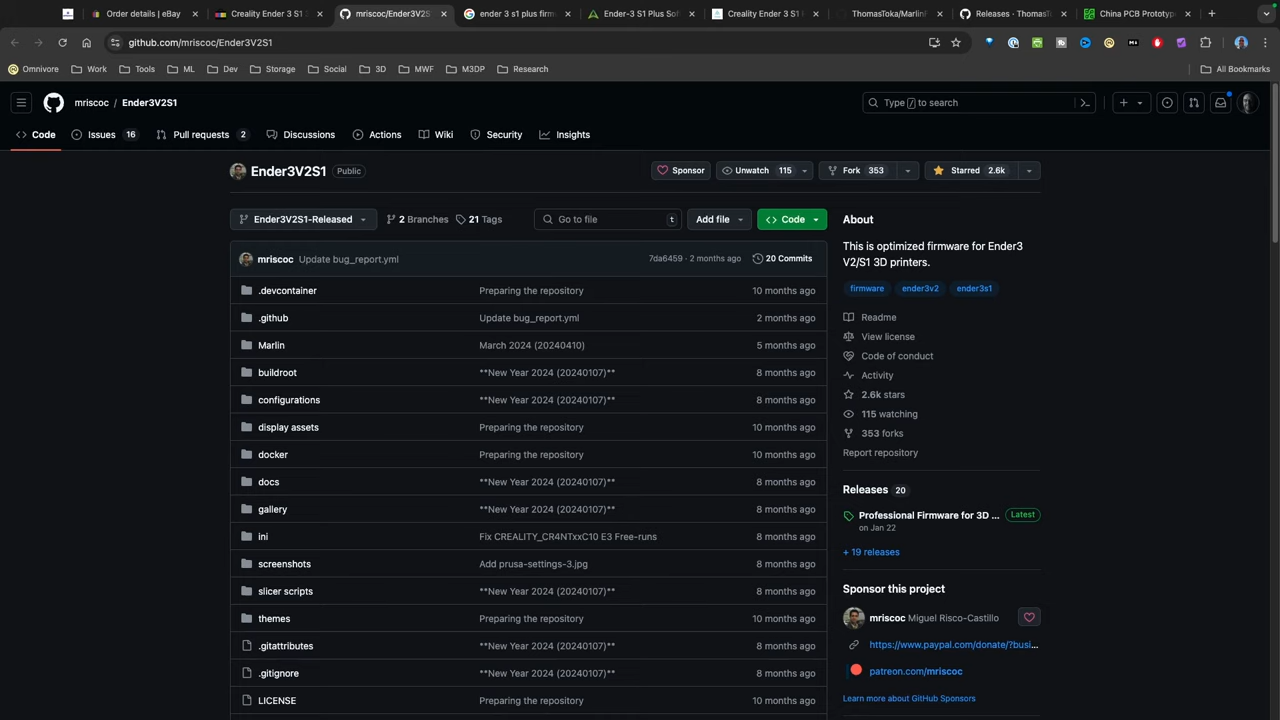 Order details | eBay
Creality Ender 3 S1
mriscoc/Ender3V2S1
ender 3 s1 plus firm
Ender-3 S1 Plus Sof
Creality Ender 3 S1 P
ThomasToka/MarlinF
Releases · ThomasT
China PCB Prototyp
github.com/mriscoc/Ender3V2S1
Omnivore Work Tools ML Dev Storage Social 3D MWF M3DP Research All Bookmarks
mriscoc / Ender3V2S1
Type / to search
Code Issues 16 Pull requests 2 Discussions Actions Wiki Security Insights
Ender3V2S1 Public
Sponsor Unwatch 115 Fork 353 Starred 2.6k
Ender3V2S1-Released 2 Branches 21 Tags Go to file t Add file Code
mriscoc Update bug_report.yml 7da6459 · 2 months ago 20 Commits
.devcontainer Preparing the repository 10 months ago
.github Update bug_report.yml 2 months ago
Marlin March 2024 (20240410) 5 months ago
buildroot **New Year 2024 (20240107)** 8 months ago
configurations **New Year 2024 (20240107)** 8 months ago
display assets Preparing the repository 10 months ago
docker Preparing the repository 10 months ago
docs **New Year 2024 (20240107)** 8 months ago
gallery **New Year 2024 (20240107)** 8 months ago
ini Fix CREALITY_CR4NTxxC10 E3 Free-runs 8 months ago
screenshots Add prusa-settings-3.jpg 8 months ago
slicer scripts **New Year 2024 (20240107)** 8 months ago
themes Preparing the repository 10 months ago
.gitattributes **New Year 2024 (20240107)** 8 months ago
.gitignore **New Year 2024 (20240107)** 8 months ago
LICENSE Preparing the repository 10 months ago
About
This is optimized firmware for Ender3
V2/S1 3D printers.
firmware ender3v2 ender3s1
Readme
View license
Code of conduct
Activity
2.6k stars
115 watching
353 forks
Report repository
Releases 20
Professional Firmware for 3D ... Latest
on Jan 22
+ 19 releases
Sponsor this project
mriscoc Miguel Risco-Castillo
https://www.paypal.com/donate/?busi...
patreon.com/mriscoc
Learn more about GitHub Sponsors